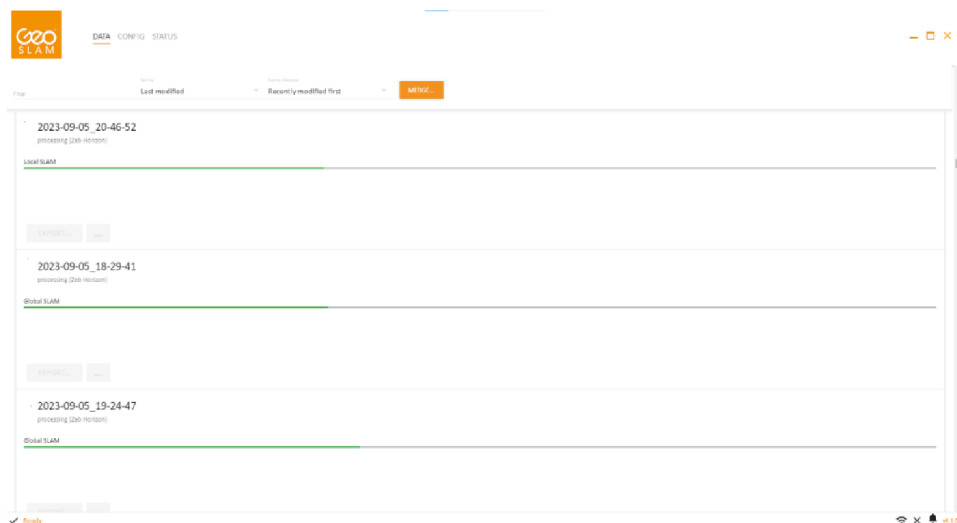 GEO
SLAM
DATA CONFIG STATUS
Filter
Last modified
Recently modified first
MERGE...
2023-09-05_20-46-52
processing (Zeb Horizon)
Local SLAM
EXPORT... ...
2023-09-05_18-29-41
processing (Zeb Horizon)
Global SLAM
EXPORT... ...
2023-09-05_19-24-47
processing (Zeb Horizon)
Global SLAM
EXPORT... ...
Ready